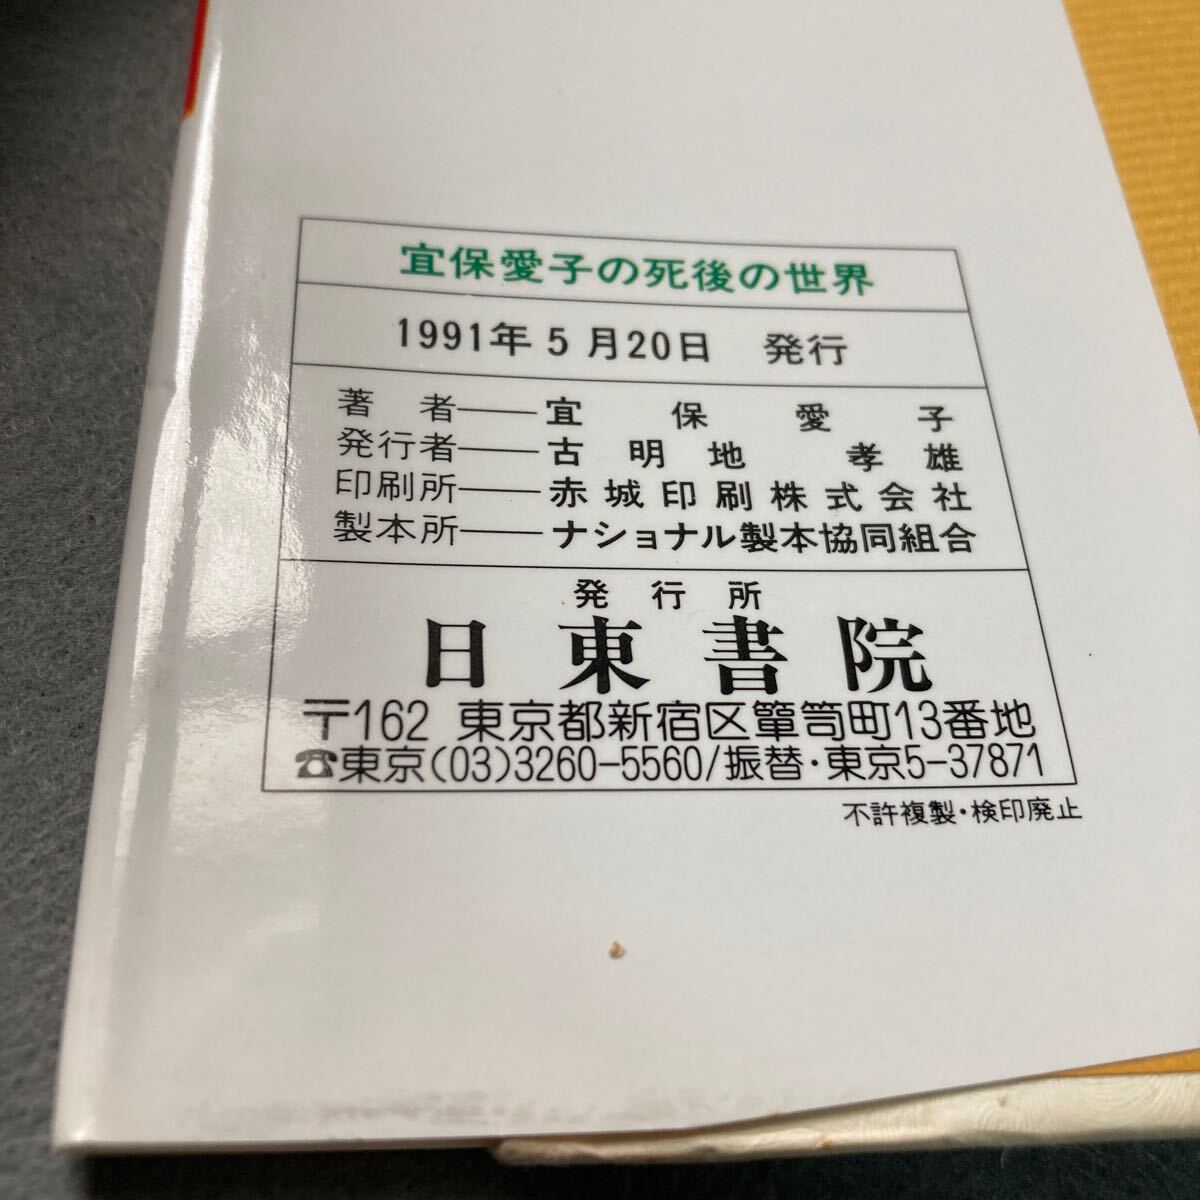 宜保愛子の死後の世界
1991年5月20日 発行
著 者――宜 保 愛 子
発行者――古 明 地 孝 雄
印刷所――赤城印刷株式会社
製本所――ナショナル製本協同組合
発 行 所
日 東 書 院
〒162 東京都新宿区簞笥町13番地
☎東京(03)3260-5560/振替・東京5-37871
不許複製・検印廃止